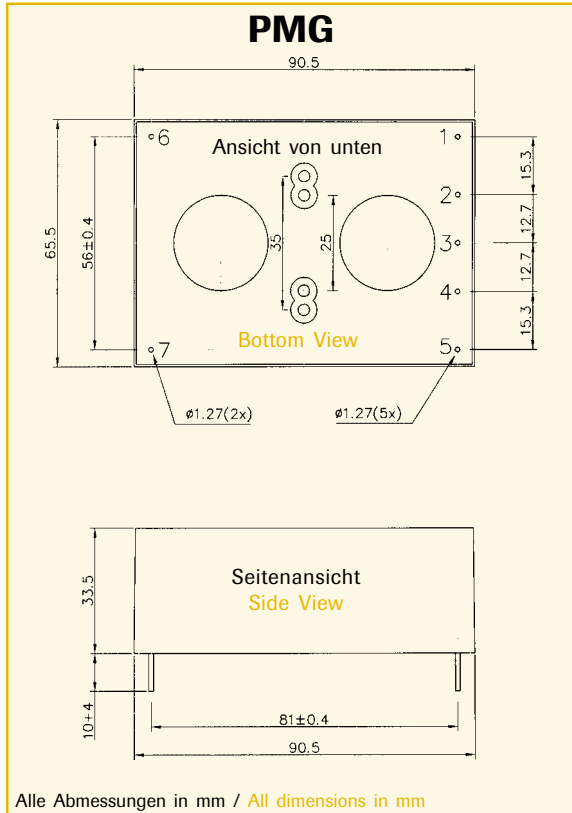 PMG
90.5
6
Ansicht von unten
1
15.3
2
12.7
65.5
56±0.4
35
25
3
12.7
4
15.3
Bottom View
7
5
ø1.27(2x)
ø1.27(5x)
33.5
Seitenansicht
Side View
10+4
81±0.4
90.5
Alle Abmessungen in mm / All dimensions in mm